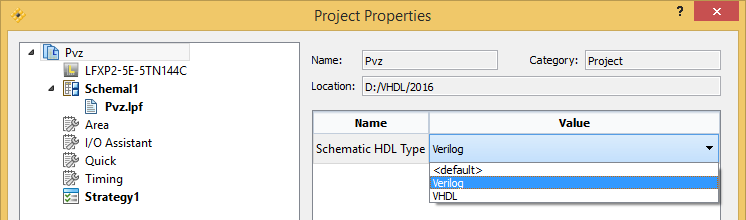 Project Properties
?
Pvz
LFXP2-5E-5TN144C
Schemal1
Pvz.lpf
Area
I/O Assistant
Quick
Timing
Strategy1
Name: Pvz Category: Project
Location: D:/VHDL/2016
Name Value
Schematic HDL Type Verilog
<default>
Verilog
VHDL